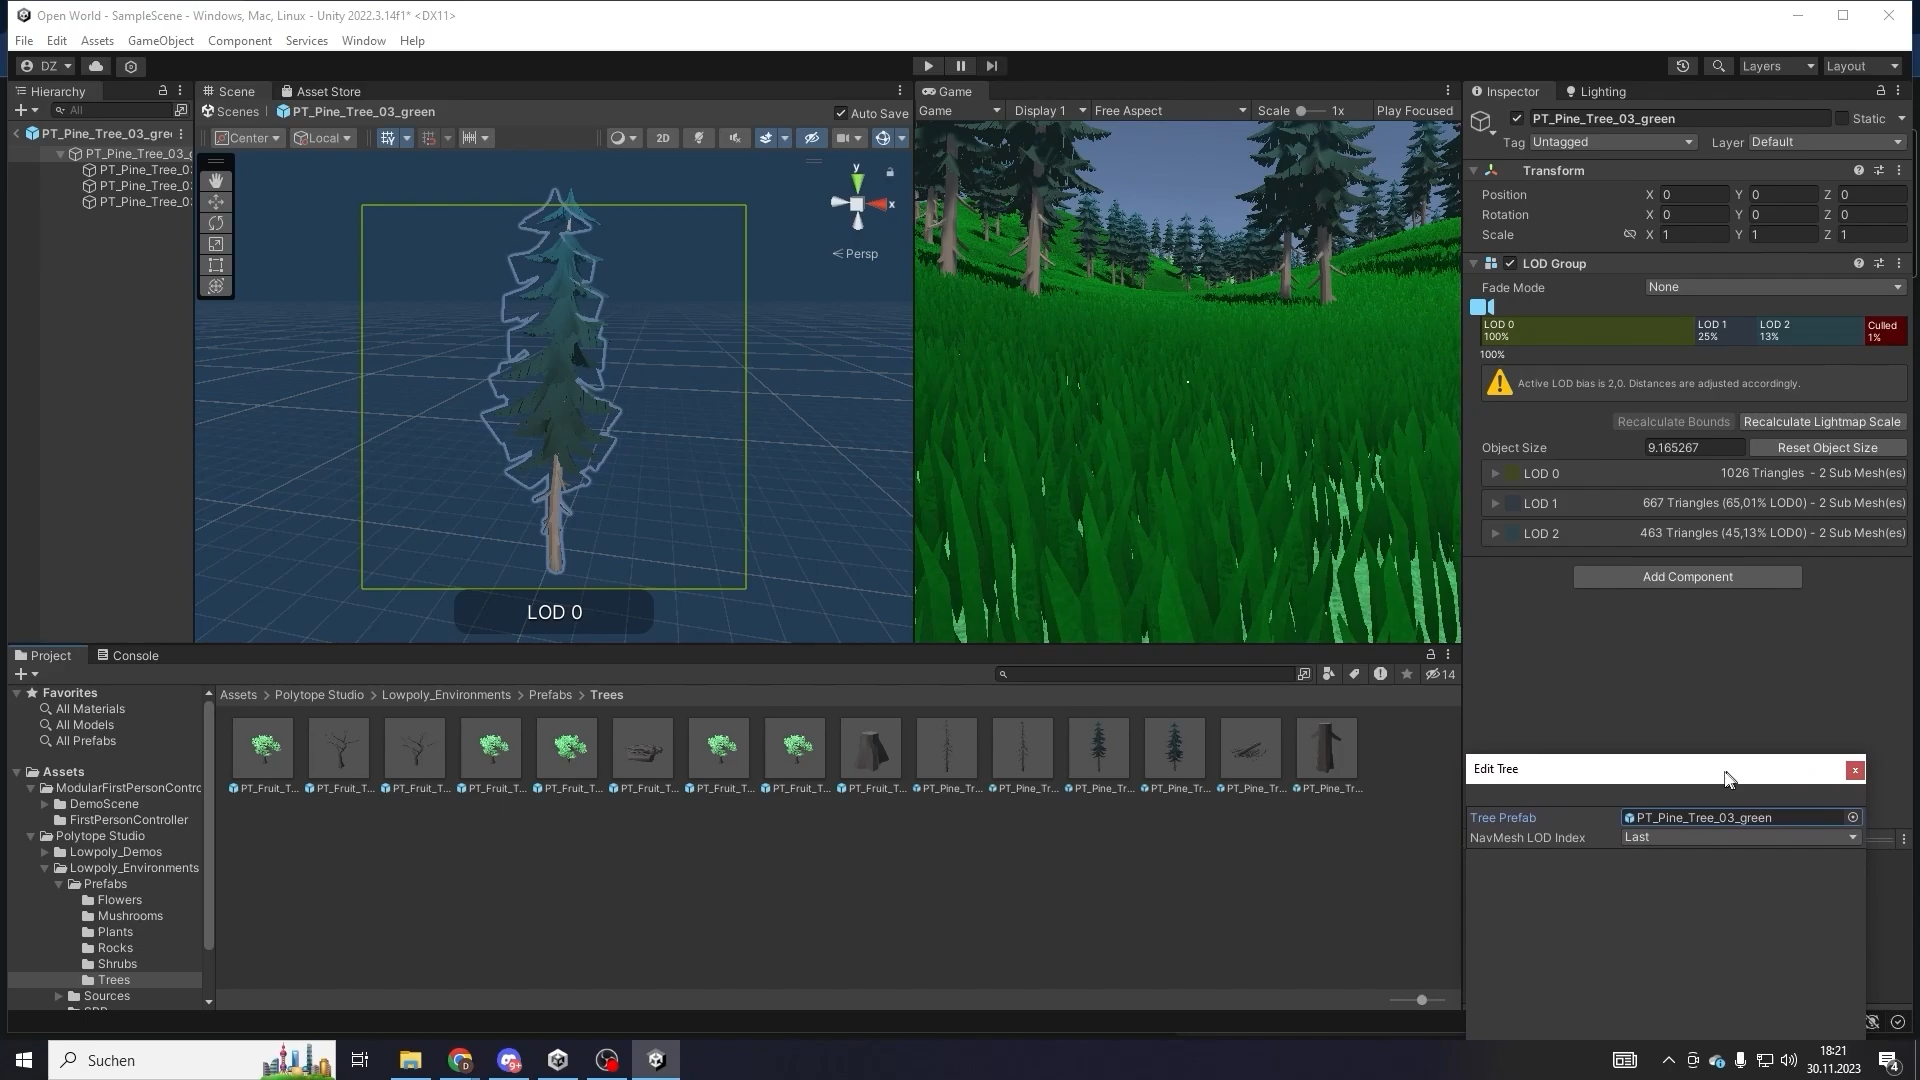 Open World - SampleScene - Windows, Mac, Linux - Unity 2022.3.14f1* <DX11>
File Edit Assets GameObject Component Services Window Help
DZ
Layers Layout
Hierarchy
All
PT_Pine_Tree_03_gre
PT_Pine_Tree_03_g
PT_Pine_Tree_0
PT_Pine_Tree_0
PT_Pine_Tree_0
Scene Asset Store
Scenes PT_Pine_Tree_03_green Auto Save
Center Local 2D
y
x
Persp
LOD 0
Game
Game Display 1 Free Aspect Scale 1x Play Focused
Inspector Lighting
PT_Pine_Tree_03_green Static
Tag Untagged Layer Default
Transform
Position X 0 Y 0 Z 0
Rotation X 0 Y 0 Z 0
Scale X 1 Y 1 Z 1
LOD Group
Fade Mode None
LOD 0 LOD 1 LOD 2 Culled
100% 25% 13% 1%
100%
Active LOD bias is 2,0. Distances are adjusted accordingly.
Recalculate Bounds Recalculate Lightmap Scale
Object Size 9.165267 Reset Object Size
LOD 0 1026 Triangles - 2 Sub Mesh(es)
LOD 1 667 Triangles (65,01% LOD0) - 2 Sub Mesh(es)
LOD 2 463 Triangles (45,13% LOD0) - 2 Sub Mesh(es)
Add Component
Edit Tree
x
Tree Prefab PT_Pine_Tree_03_green
NavMesh LOD Index Last
Project Console
14
Favorites
All Materials
All Models
All Prefabs
Assets
ModularFirstPersonContro
DemoScene
FirstPersonController
Polytope Studio
Lowpoly_Demos
Lowpoly_Environments
Prefabs
Flowers
Mushrooms
Plants
Rocks
Shrubs
Trees
Sources
Assets > Polytope Studio > Lowpoly_Environments > Prefabs > Trees
PT_Fruit_T... PT_Fruit_T... PT_Fruit_T... PT_Fruit_T... PT_Fruit_T... PT_Fruit_T... PT_Fruit_T... PT_Fruit_T... PT_Fruit_T... PT_Pine_Tr... PT_Pine_Tr... PT_Pine_Tr... PT_Pine_Tr... PT_Pine_Tr... PT_Pine_Tr...
Suchen
D
9+
18:21
30.11.2023
4